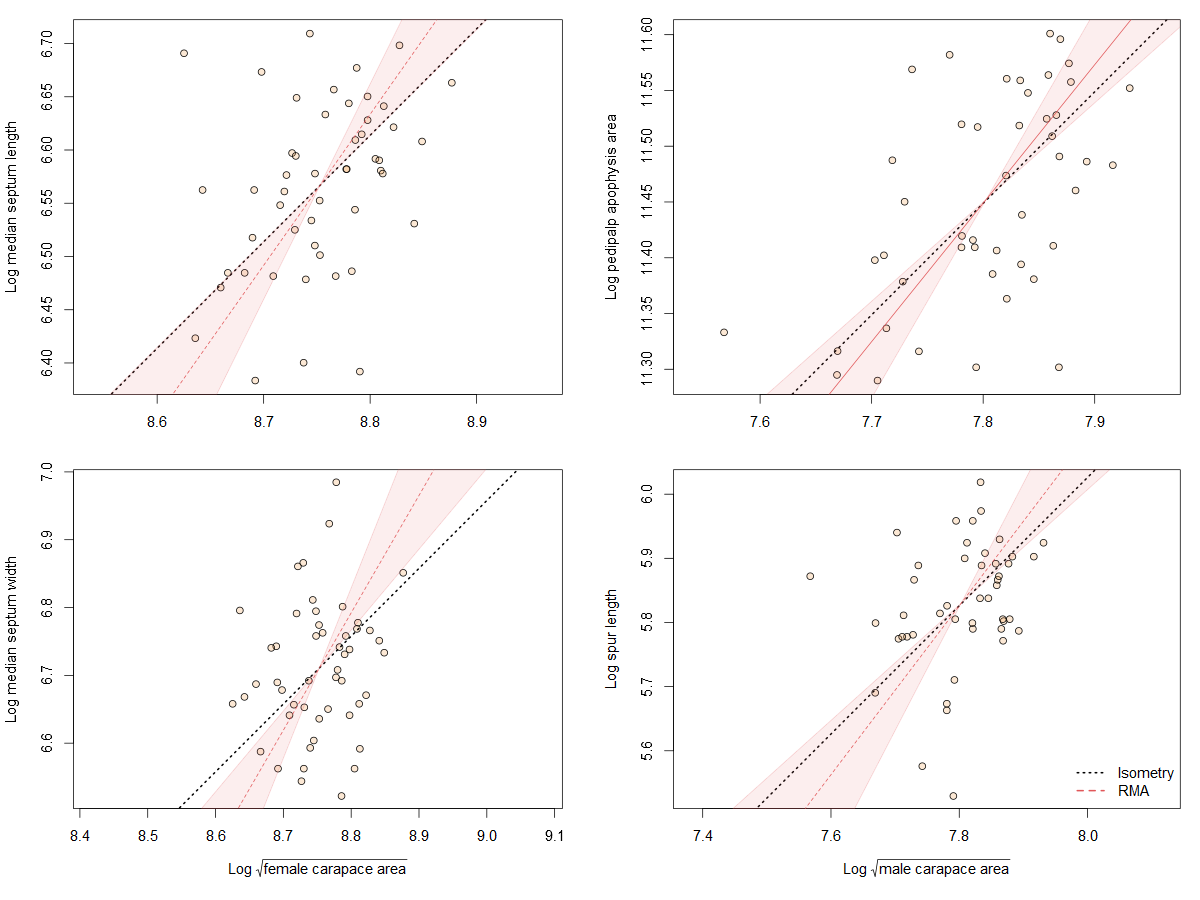 Log median septum length
6.70
6.65
6.60
6.55
6.50
6.45
6.40
8.6 8.7 8.8 8.9
Log pedipalp apophysis area
11.60
11.55
11.50
11.45
11.40
11.35
11.30
7.6 7.7 7.8 7.9
Log median septum width
7.0
6.9
6.8
6.7
6.6
8.4 8.5 8.6 8.7 8.8 8.9 9.0 9.1
Log √female carapace area
Log spur length
6.0
5.9
5.8
5.7
5.6
Isometry
RMA
7.4 7.6 7.8 8.0
Log √male carapace area